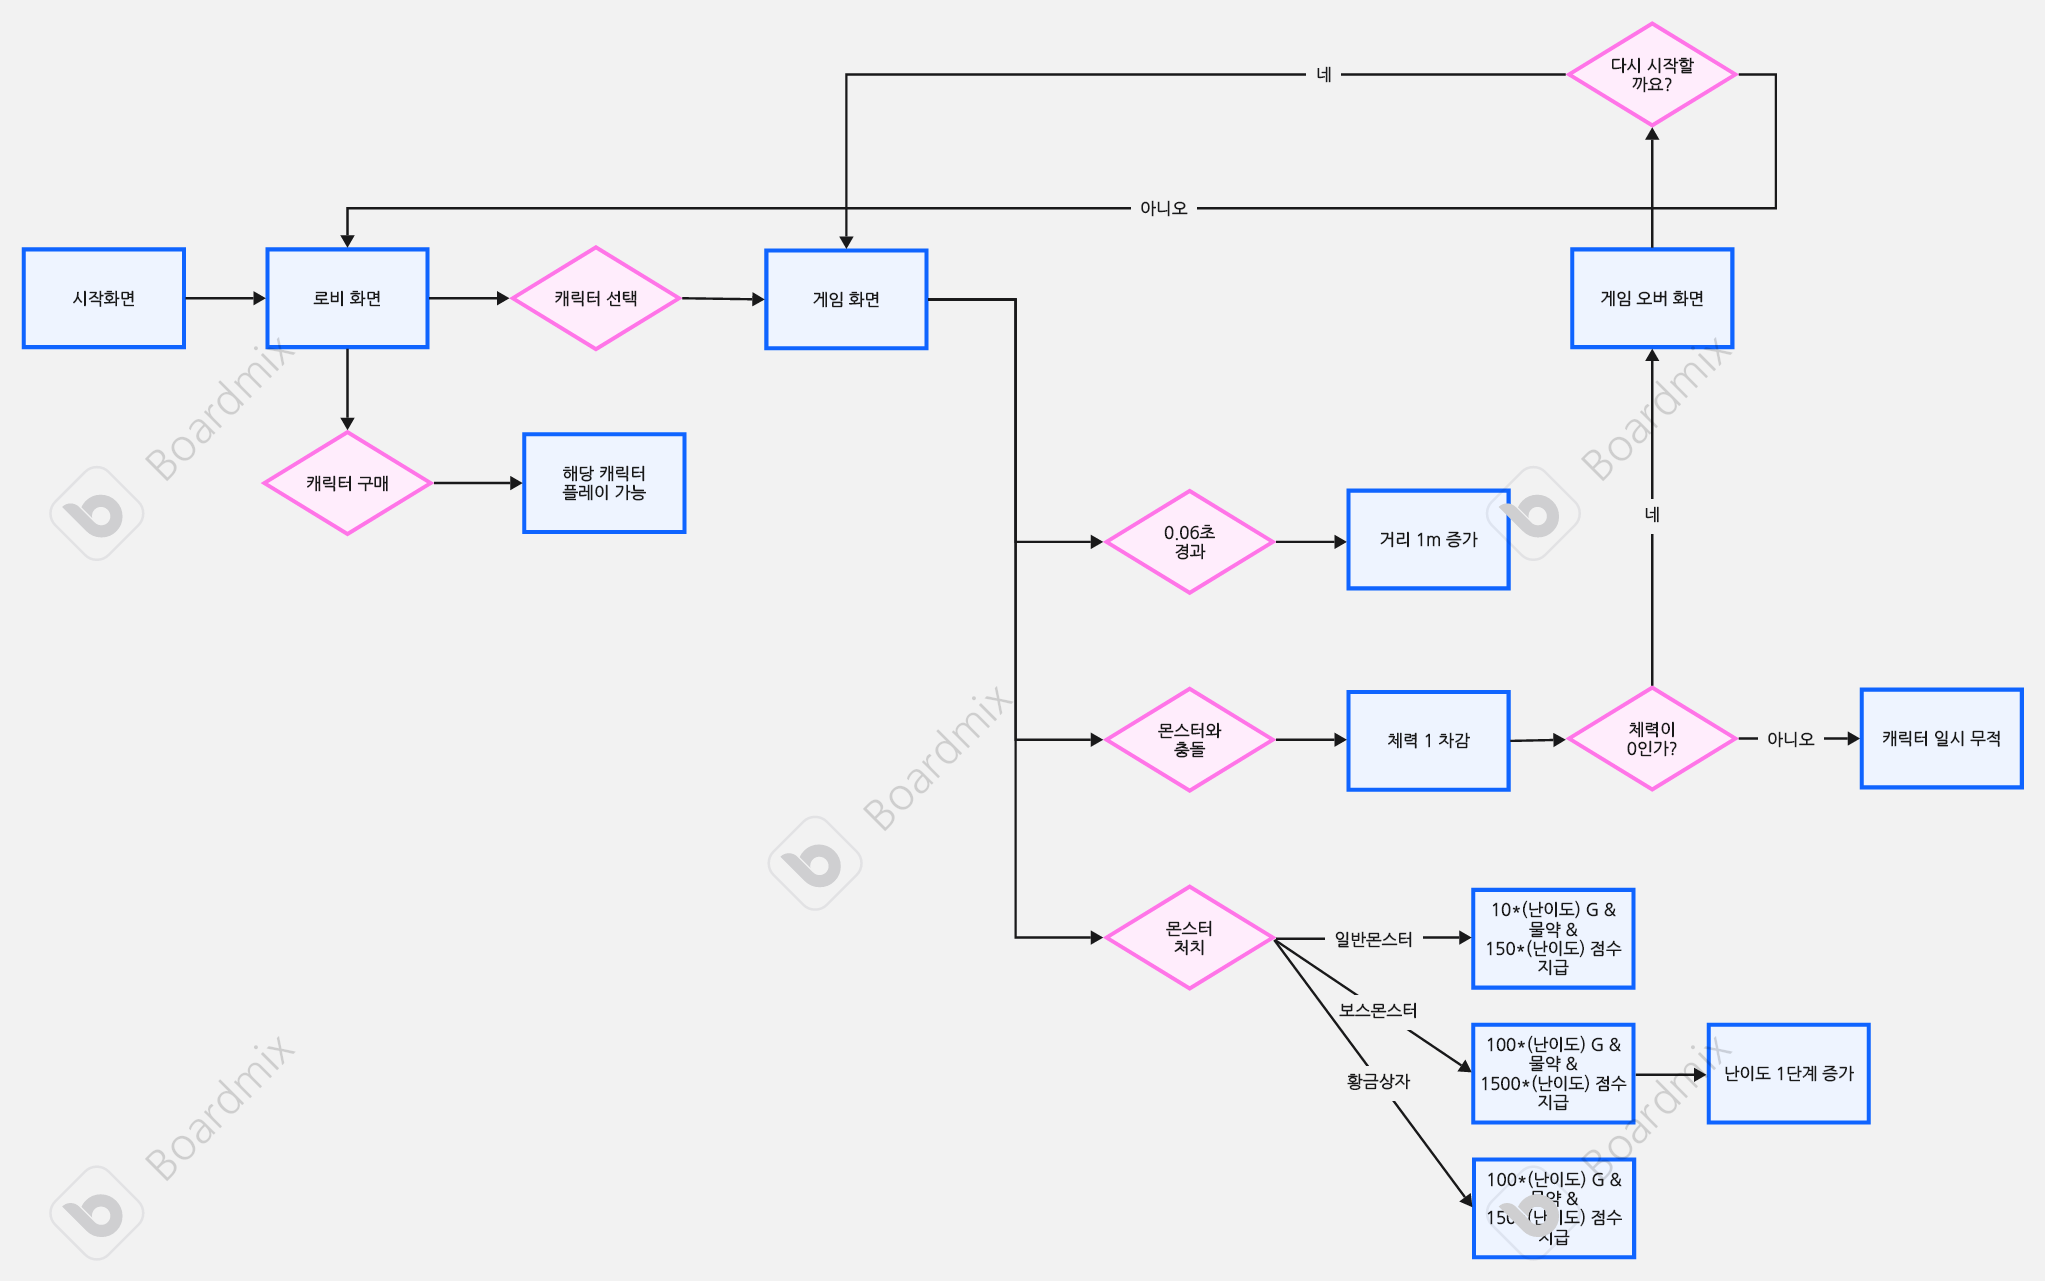 다시 시작할
까요?
네
아니오
시작화면
로비 화면
캐릭터 선택
게임 화면
게임 오버 화면
캐릭터 구매
해당 캐릭터
플레이 가능
네
0.06초
경과
거리 1m 증가
몬스터와
충돌
체력 1 차감
체력이
0인가?
아니오
캐릭터 일시 무적
몬스터
처치
일반몬스터
10*(난이도) G &
물약 &
150*(난이도) 점수
지급
보스몬스터
100*(난이도) G &
물약 &
1500*(난이도) 점수
지급
난이도 1단계 증가
황금상자
100*(난이도) G &
물약 &
150*(난이도) 점수
지급
Boardmix
Boardmix
Boardmix
Boardmix
Boardmix